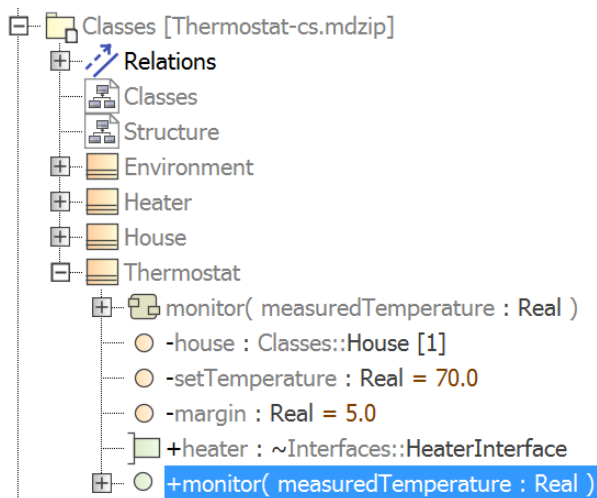 Classes [Thermostat-cs.mdzip]
Relations
Classes
Structure
Environment
Heater
House
Thermostat
monitor( measuredTemperature : Real )
-house : Classes::House [1]
-setTemperature : Real = 70.0
-margin : Real = 5.0
+heater : ~Interfaces::HeaterInterface
+monitor( measuredTemperature : Real )